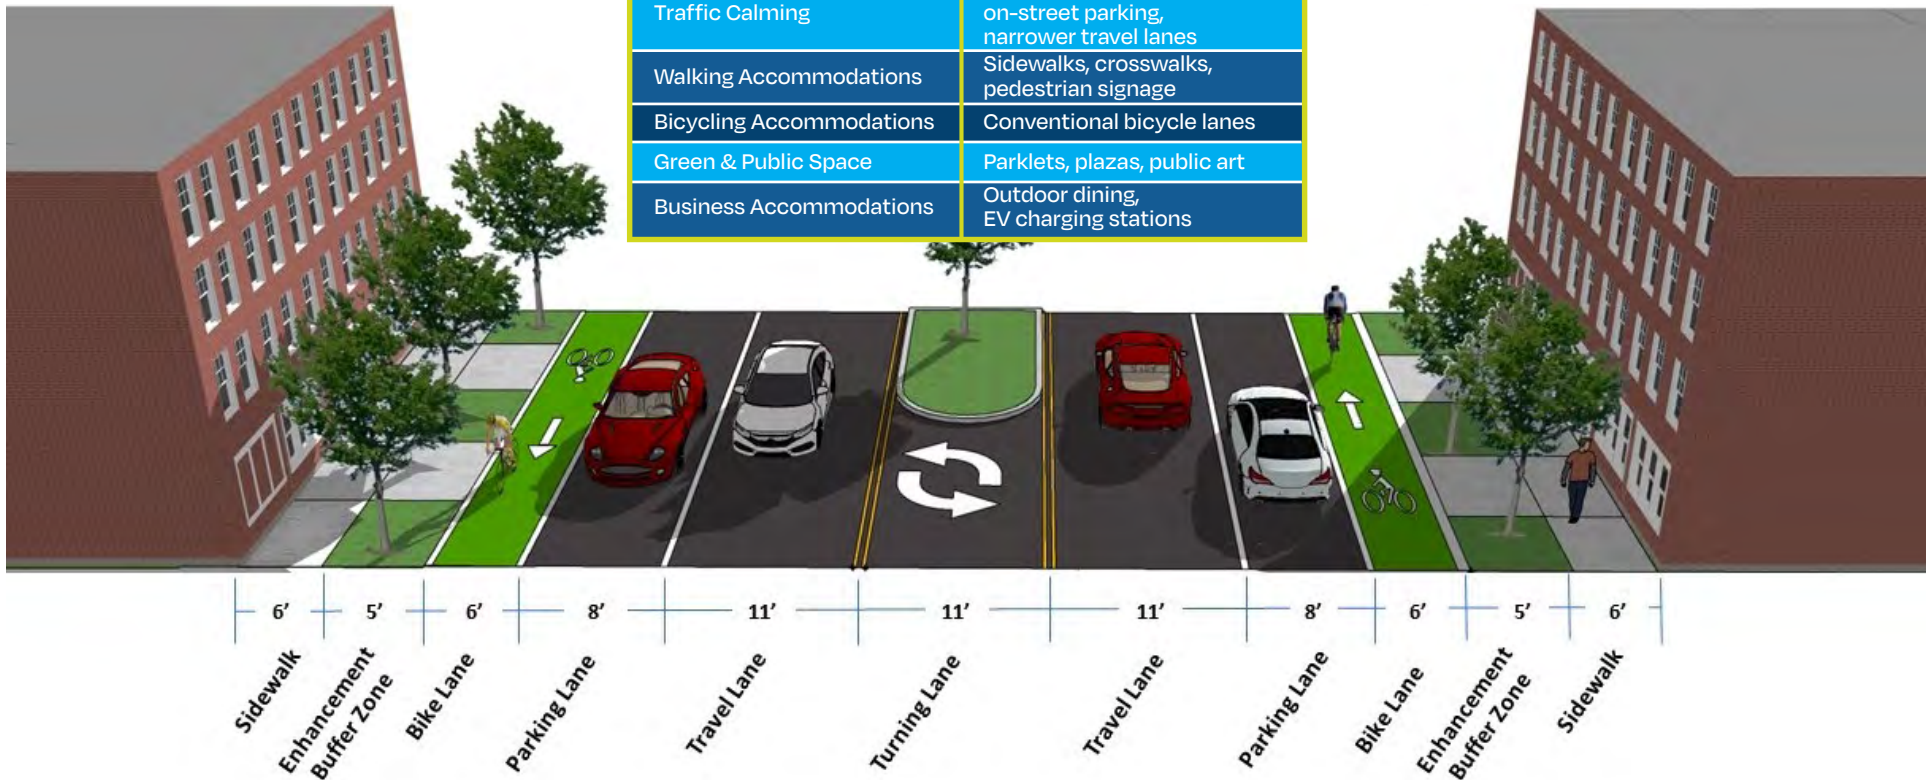 Traffic Calming
on-street parking,
narrower travel lanes
Walking Accommodations
Sidewalks, crosswalks,
pedestrian signage
Bicycling Accommodations
Conventional bicycle lanes
Green & Public Space
Parklets, plazas, public art
Business Accommodations
Outdoor dining,
EV charging stations
6’
5’
6’
8’
11’
11’
11’
8’
6’
5’
6’
Sidewalk
Enhancement
Buffer Zone
Bike Lane
Parking Lane
Travel Lane
Turning Lane
Travel Lane
Parking Lane
Bike Lane
Enhancement
Buffer Zone
Sidewalk